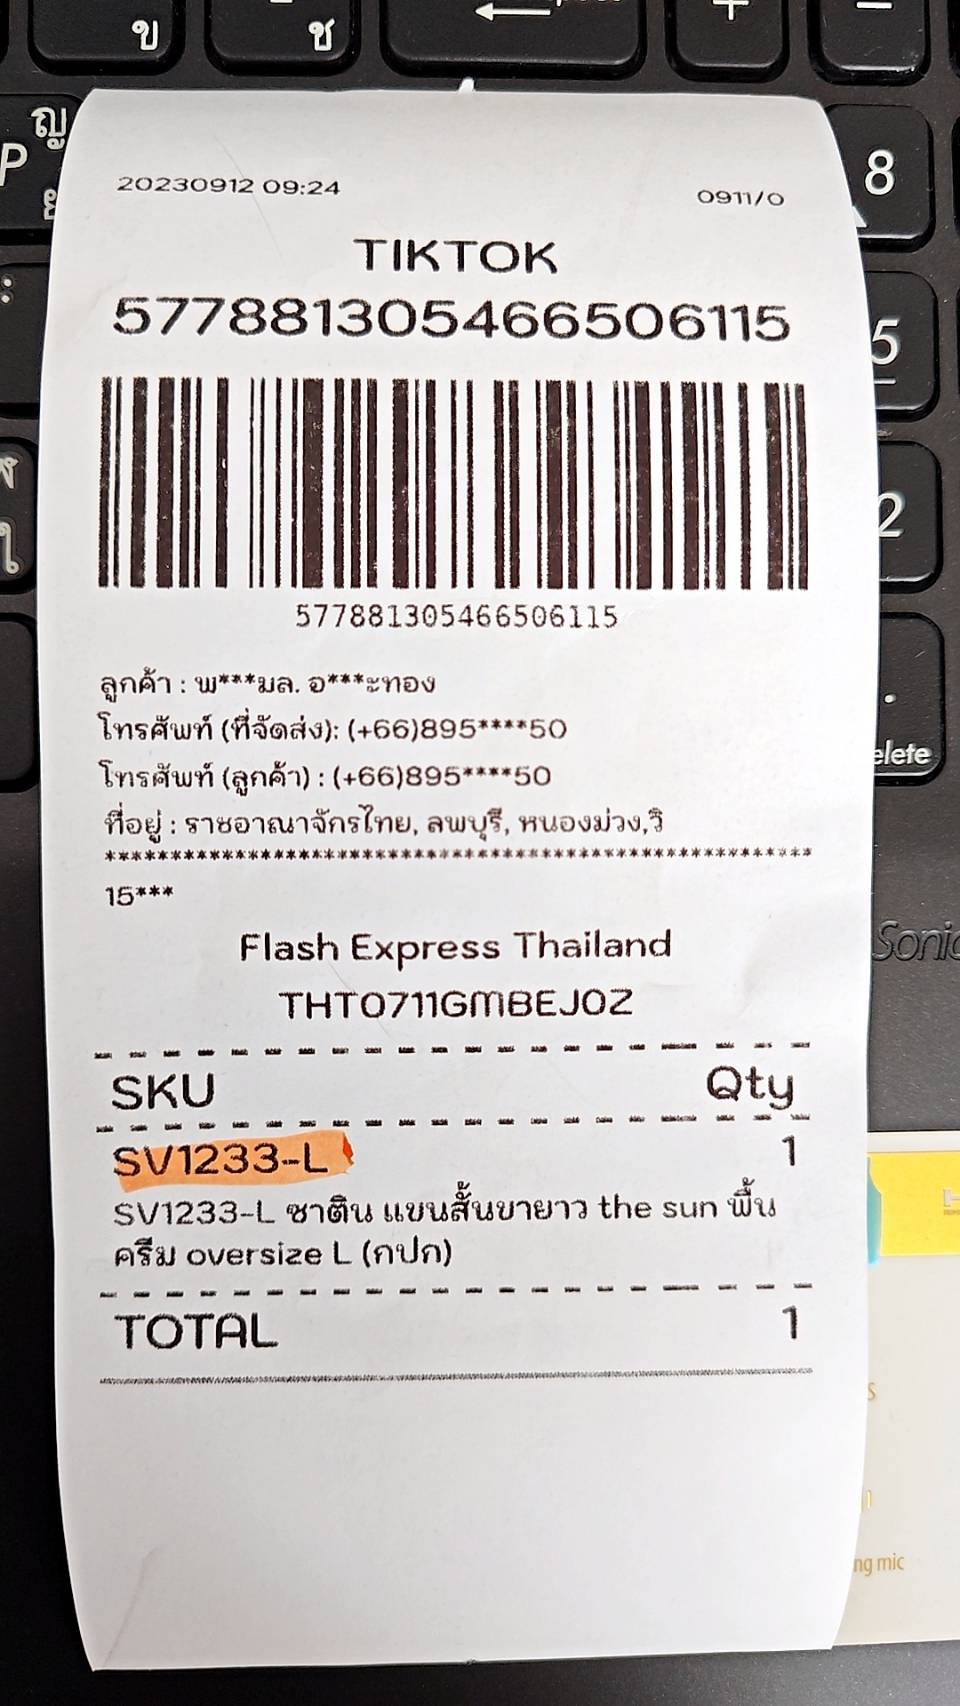 ข
ช
+
ญ
P
8
5
2
.
elete
20230912 09:24
0911/0
TIKTOK
577881305466506115
577881305466506115
ลูกค้า : พ***มล. อ***ะทอง
โทรศัพท์ (ที่จัดส่ง): (+66)895****50
โทรศัพท์ (ลูกค้า) : (+66)895****50
ที่อยู่ : ราชอาณาจักรไทย, ลพบุรี, หนองม่วง,วิ
******************************************************
15***
Flash Express Thailand
THT0711GMBEJ0Z
SKU Qty
SV1233-L 1
SV1233-L ซาติน แขนสั้นขายาว the sun พื้น
ครีม oversize L (กปก)
TOTAL 1
Sonic
ng mic